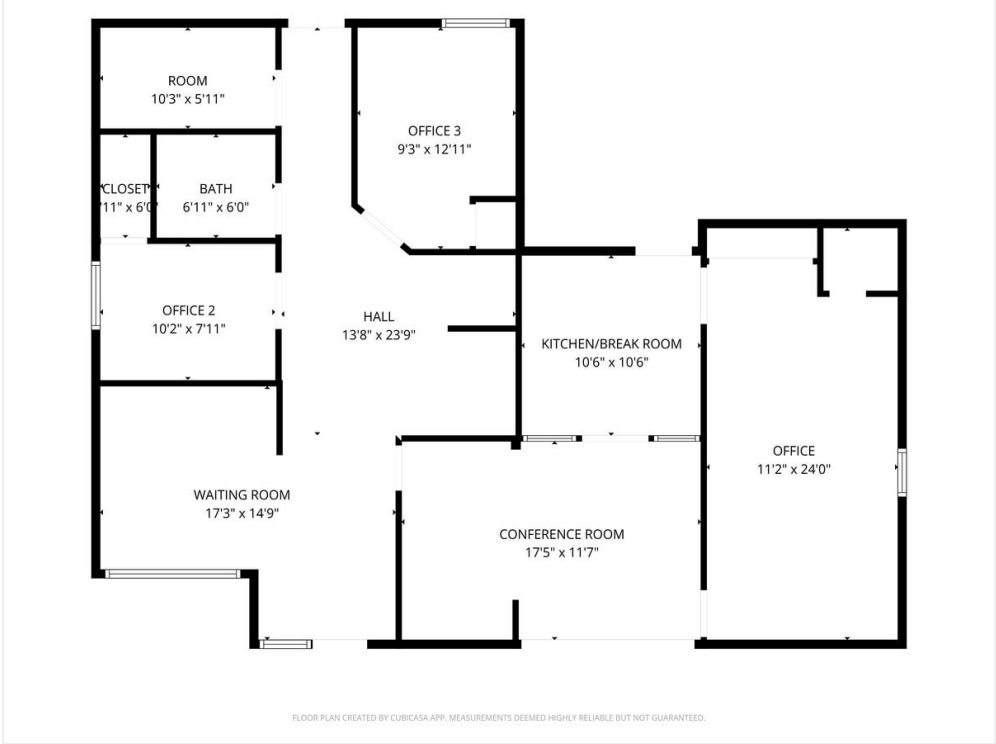 ROOM
10'3" x 5'11"
OFFICE 3
9'3" x 12'11"
CLOSET
'11" x 6'0
BATH
6'11" x 6'0"
OFFICE 2
10'2" x 7'11"
HALL
13'8" x 23'9"
KITCHEN/BREAK ROOM
10'6" x 10'6"
OFFICE
11'2" x 24'0"
WAITING ROOM
17'3" x 14'9"
CONFERENCE ROOM
17'5" x 11'7"
FLOOR PLAN CREATED BY CUBICASA APP. MEASUREMENTS DEEMED HIGHLY RELIABLE BUT NOT GUARANTEED.